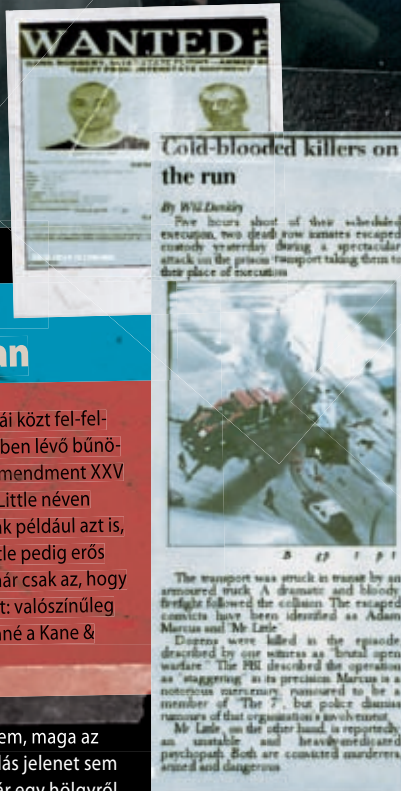 WANTED
Cold-blooded killers on
the run
By Will Dunkley
Five hours short of their scheduled
execution, two death row inmates escaped
custody yesterday during a spectacular
attack on the prison transport taking them to
their place of execution
The transport was struck in transit by an
armoured truck. A dramatic and bloody
firefight followed the collision. The escaped
convicts have been identified as Adam
Marcus and "Mr Little"
Dozens were killed in the episode
described by one witness as "brutal open
warfare." The FBI described the operation
as "staggering" in its precision. Marcus is a
notorious mercenary, rumoured to be a
member of "The 7", but police dismiss
rumours of that organisation's involvement.
Mr Little, on the other hand, is reportedly
an unstable and heavily-medicated
psychopath. Both are convicted murderers,
armed and dangerous
an
ái közt fel-fel-
ben lévő bűnö-
mendment XXV
Little néven
k például azt is,
tle pedig erős
már csak az, hogy
t: valószínűleg
nné a Kane &
em, maga az
lás jelenet sem
ár egy hölgyről